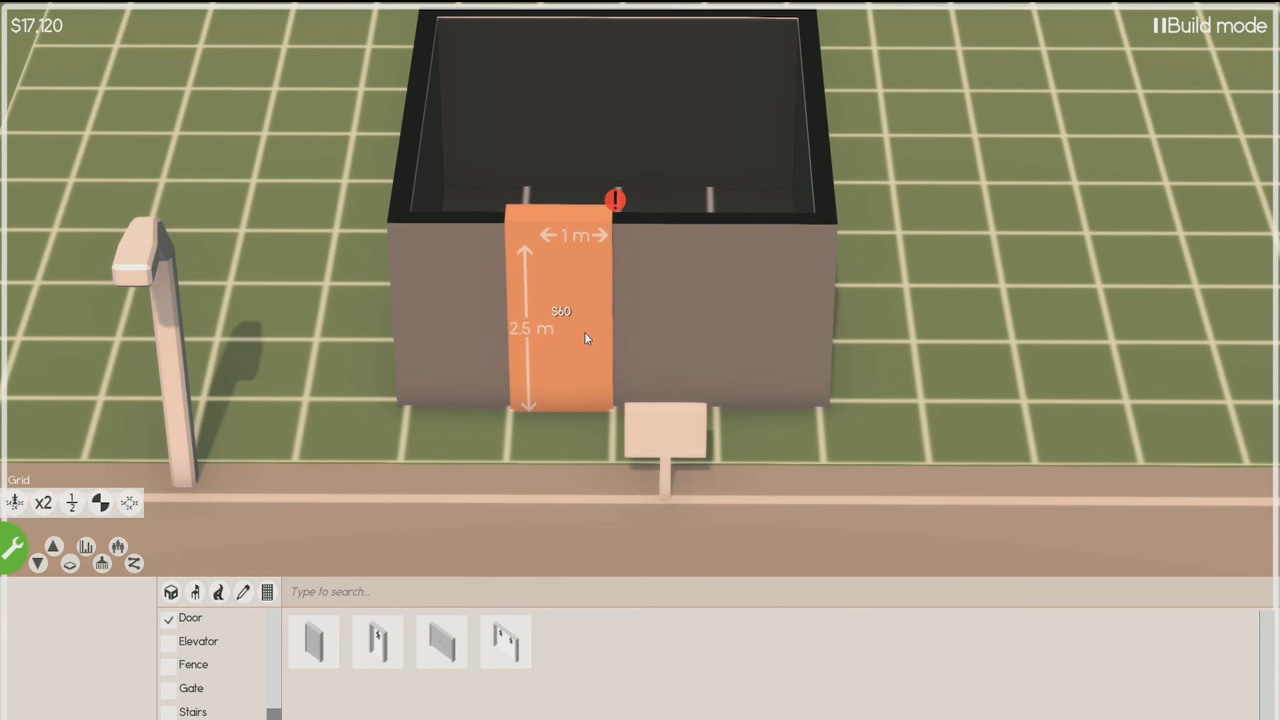 $17,120
Build mode
!
1 m
$60
2.5 m
Grid
x2
1/2
Type to search...
Door
Elevator
Fence
Gate
Stairs